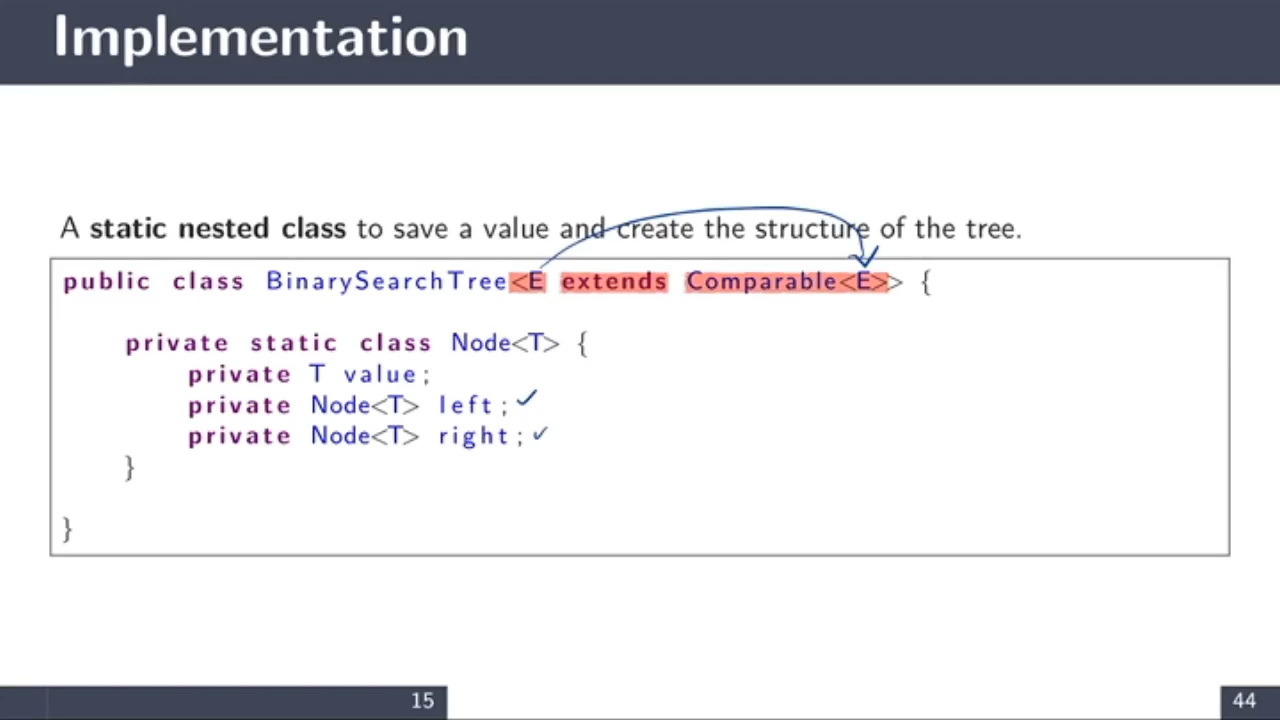 Implementation
A static nested class to save a value and create the structure of the tree.
public class BinarySearchTree<E extends Comparable<E>> {
private static class Node<T> {
private T value;
private Node<T> left;
private Node<T> right;
}
}
15
44